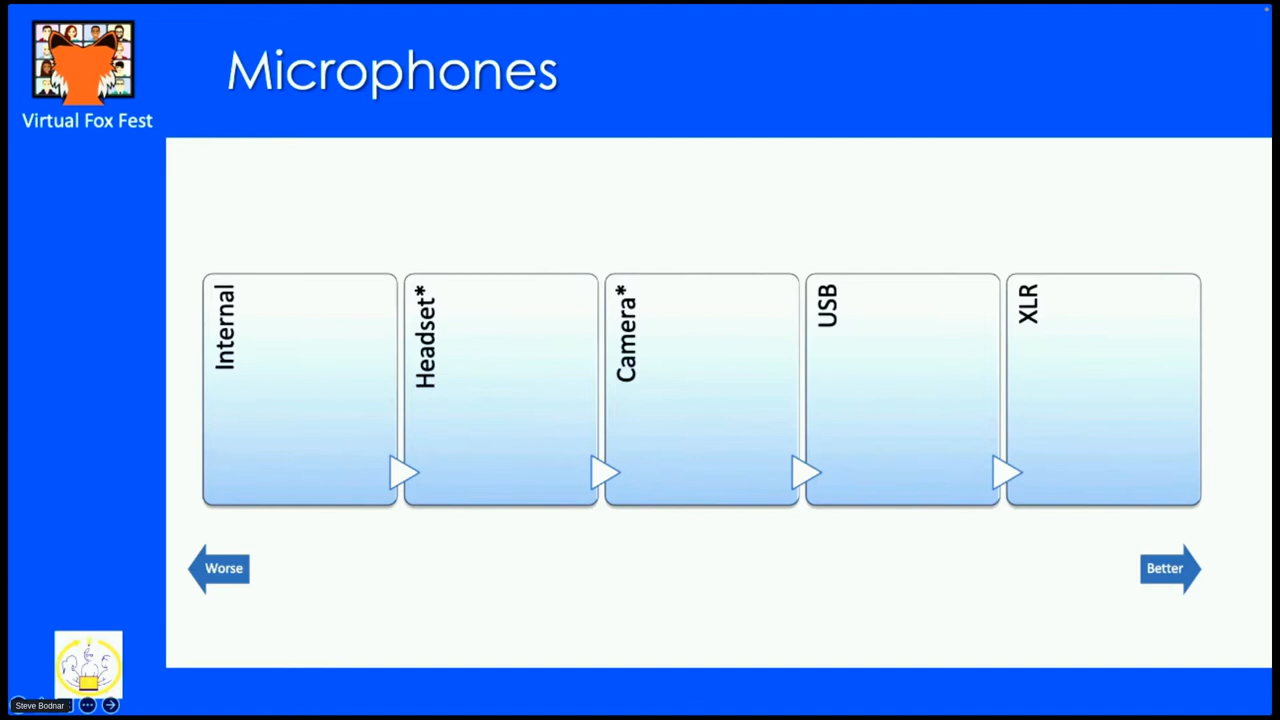 Microphones
Virtual Fox Fest
Internal
Headset*
Camera*
USB
XLR
Worse
Better
Steve Bodnar